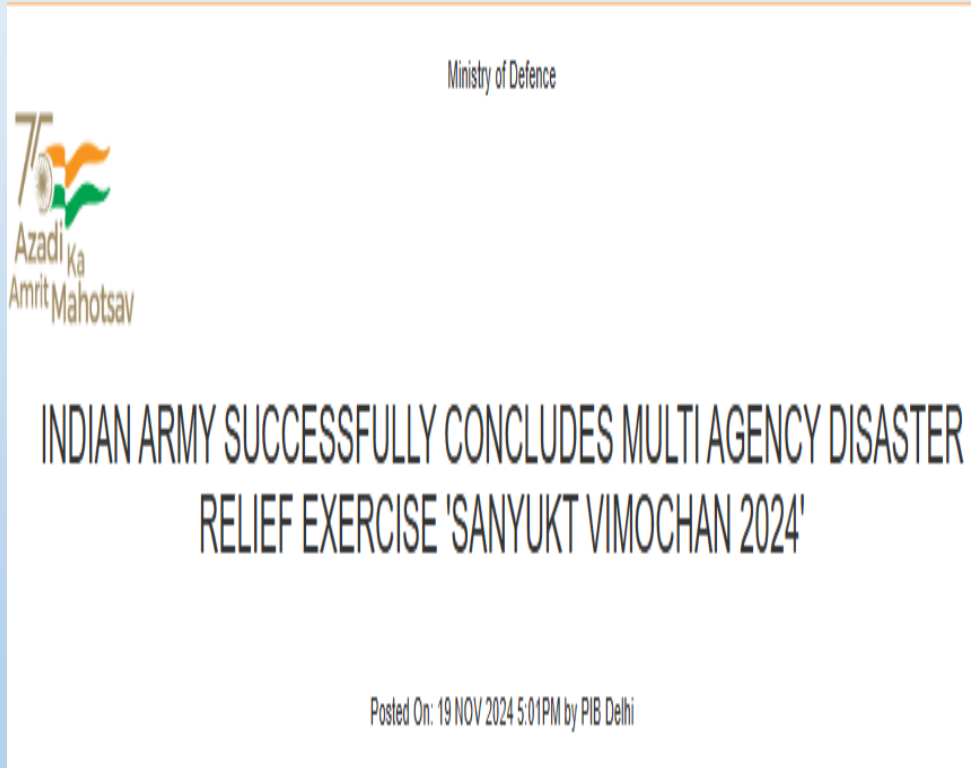 Ministry of Defence
75
Azadi Ka
Amrit Mahotsav
INDIAN ARMY SUCCESSFULLY CONCLUDES MULTI AGENCY DISASTER
RELIEF EXERCISE 'SANYUKT VIMOCHAN 2024'
Posted On: 19 NOV 2024 5:01PM by PIB Delhi